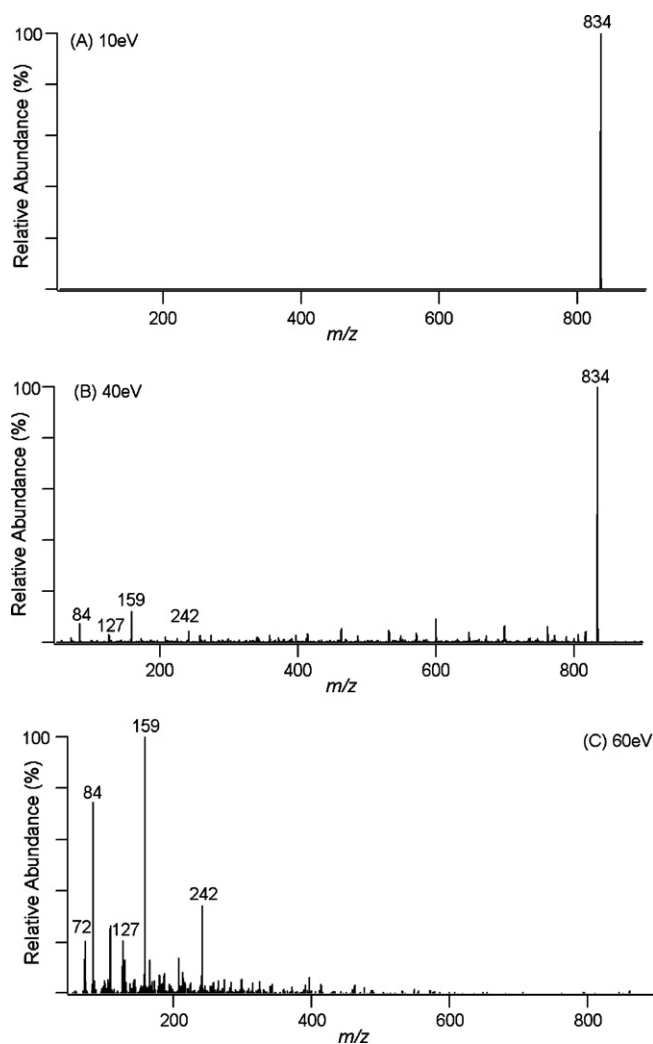 (A) 10eV
834
100
Relative Abundance (%)
200 400 600 800
m/z
(B) 40eV
834
100
Relative Abundance (%)
84 127 159 242
200 400 600 800
m/z
(C) 60eV
159
100
84
Relative Abundance (%)
242
72 127
200 400 600 800
m/z